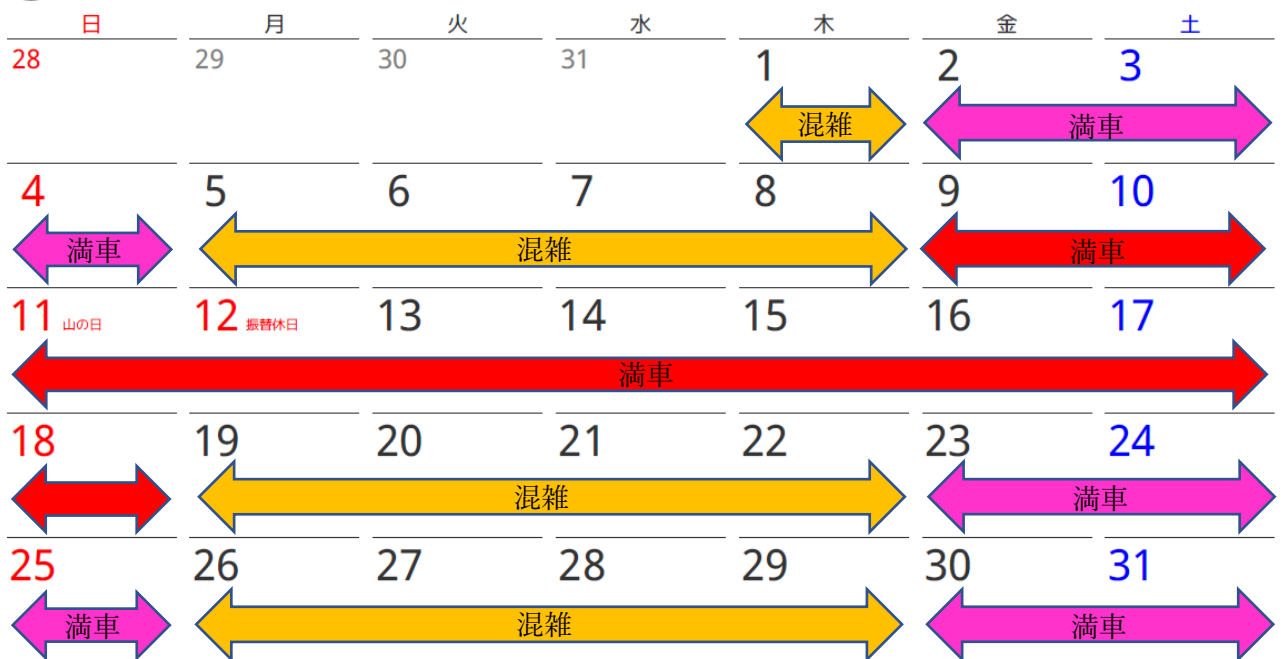 日 月 火 水 木 金 土
28 29 30 31 1 2 3
混雑 満車
4 5 6 7 8 9 10
満車 混雑 満車
11 山の日 12 振替休日 13 14 15 16 17
満車
18 19 20 21 22 23 24
混雑 満車
25 26 27 28 29 30 31
満車 混雑 満車